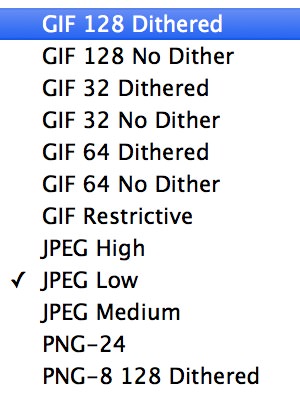 GIF 128 Dithered
GIF 128 No Dither
GIF 32 Dithered
GIF 32 No Dither
GIF 64 Dithered
GIF 64 No Dither
GIF Restrictive
JPEG High
✓ JPEG Low
JPEG Medium
PNG-24
PNG-8 128 Dithered